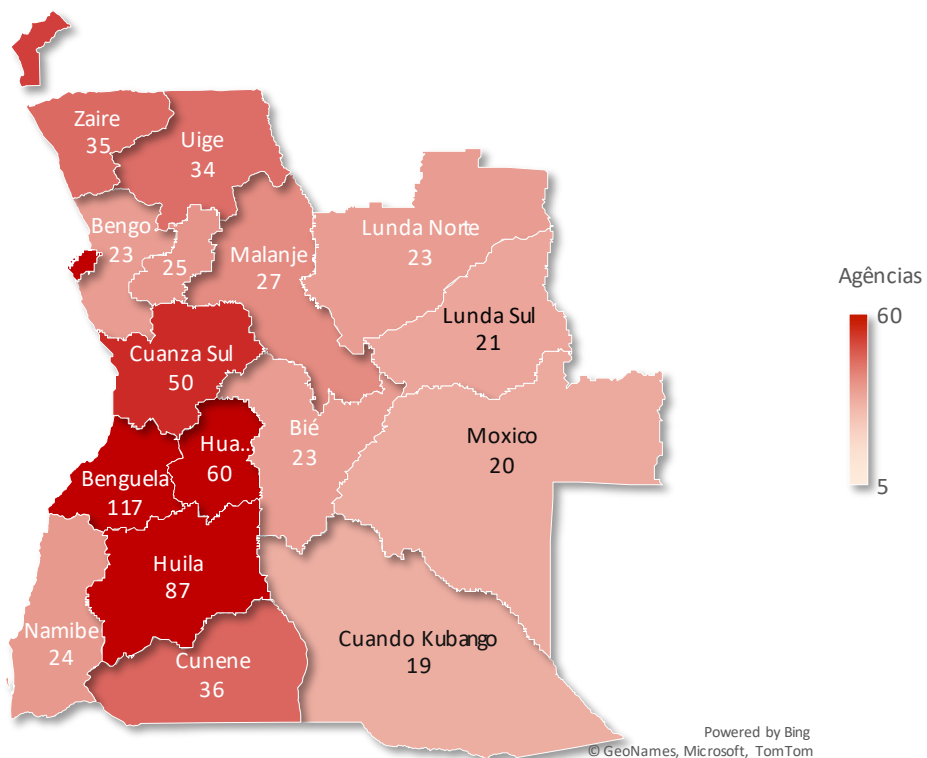 Zaire
35
Uige
34
Bengo
23
25
Malanje
27
Lunda Norte
23
Lunda Sul
21
Agências
60
5
Cuanza Sul
50
Hua..
60
Bié
23
Moxico
20
Benguela
117
Huila
87
Namibe
24
Cunene
36
Cuando Kubango
19
Powered by Bing
© GeoNames, Microsoft, TomTom